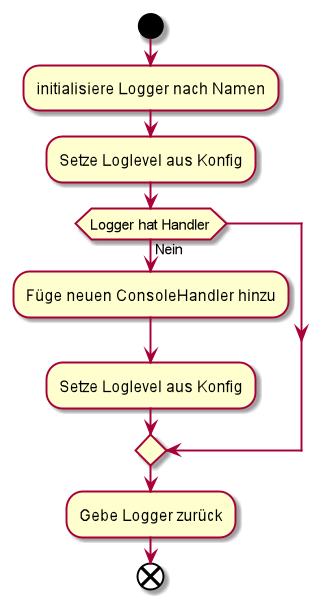 initialisiere Logger nach Namen
Setze Loglevel aus Konfig
Logger hat Handler
Nein
Füge neuen ConsoleHandler hinzu
Setze Loglevel aus Konfig
Gebe Logger zurück